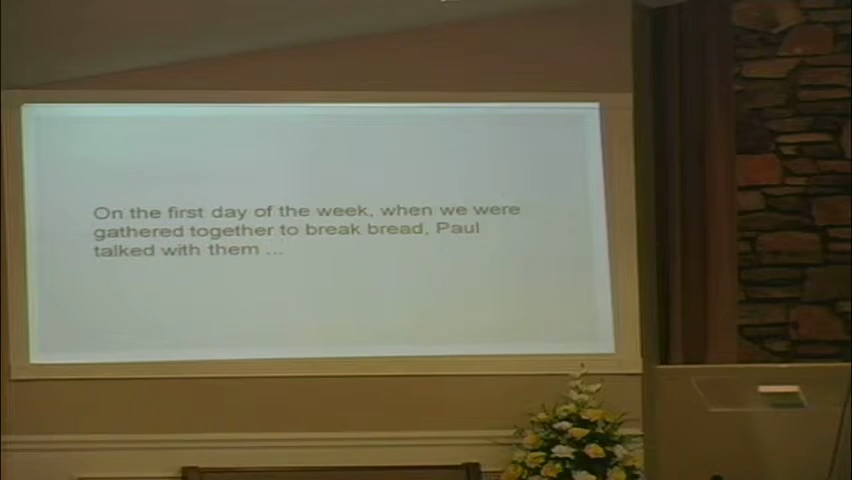 On the first day of the week, when we were
gathered together to break bread, Paul
talked with them ...